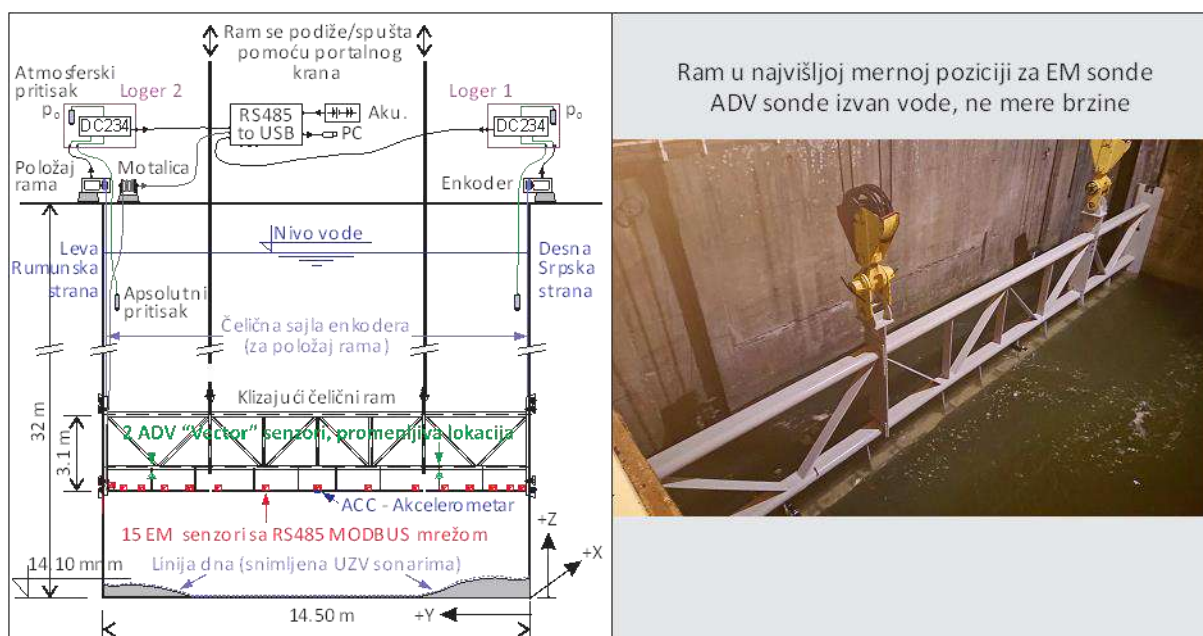 Ram se podiže/spušta
pomoću portalnog
krana
Atmosferski
pritisak
Loger 2
Loger 1
p₀
DC234
RS485
to USB
Aku.
PC
DC234
p₀
Položaj
rama
Motalica
Enkoder
Nivo vode
Leva
Rumunska
strana
Desna
Srpska
strana
Apsolutni
pritisak
Čelična sajla enkodera
(za položaj rama)
32 m
Klizajući čelični ram
2 ADV "Vector" senzori, promenljiva lokacija
3.1 m
ACC - Akcelerometar
15 EM senzori sa RS485 MODBUS mrežom
+Z
+X
14.10 mnm
Linija dna (snimljena UZV sonarima)
14.50 m
+Y
Ram u najvišljoj mernoj poziciji za EM sonde
ADV sonde izvan vode, ne mere brzine